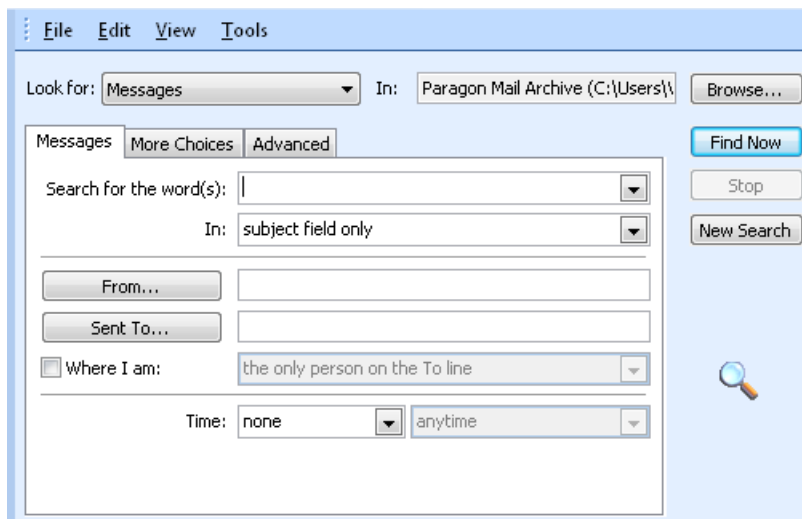 File Edit View Tools
Look for: Messages In: Paragon Mail Archive (C:\Users\\ Browse...
Messages More Choices Advanced Find Now
Search for the word(s): Stop
In: subject field only New Search
From...
Sent To...
Where I am: the only person on the To line
Time: none anytime